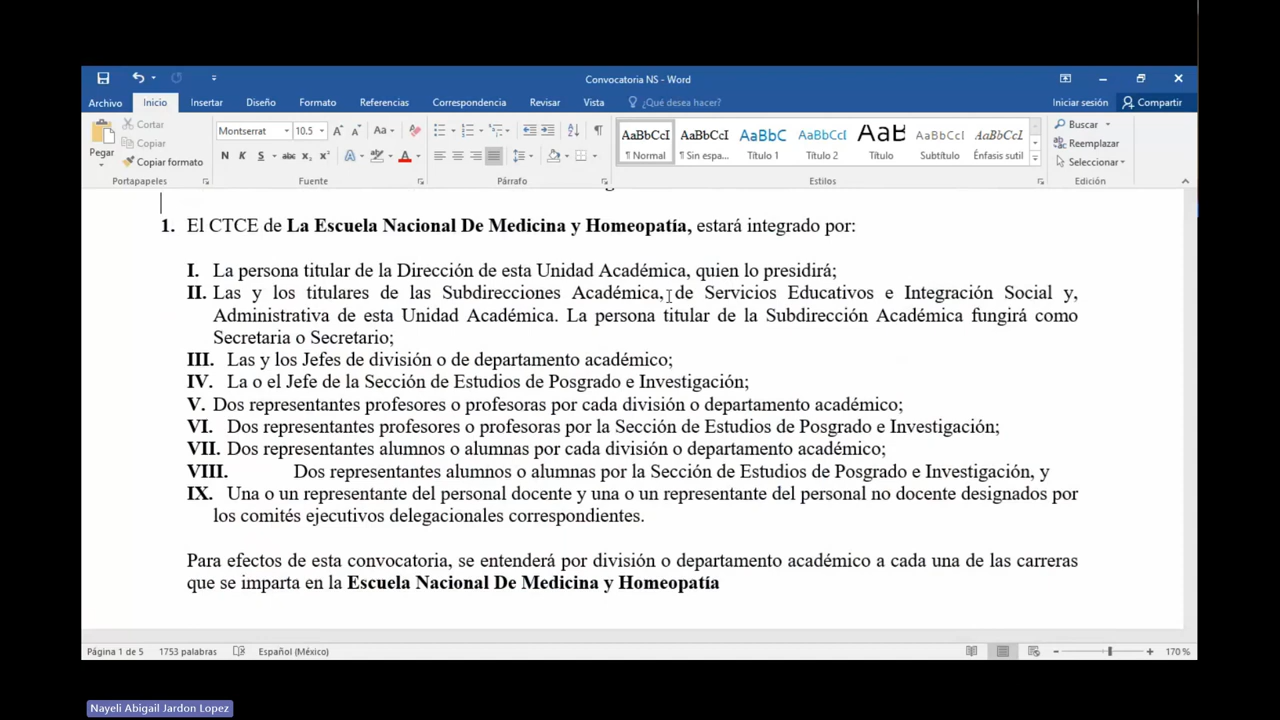 Convocatoria NS - Word
Archivo Inicio Insertar Diseño Formato Referencias Correspondencia Revisar Vista ¿Qué desea hacer? Iniciar sesión Compartir
Pegar Cortar Copiar Copiar formato
Portapapeles
Montserrat 10.5 Aa
N K S abc x₂ x² A A
Fuente
Párrafo
AaBbCcI AaBbCcI AaBbC AaBbCcI AaB AaBbCcI AaBbCcI
¶ Normal ¶ Sin espa... Título 1 Título 2 Título Subtítulo Énfasis sutil
Estilos
Buscar
Reemplazar
Seleccionar
Edición
1. El CTCE de La Escuela Nacional De Medicina y Homeopatía, estará integrado por:
I. La persona titular de la Dirección de esta Unidad Académica, quien lo presidirá;
II. Las y los titulares de las Subdirecciones Académica, de Servicios Educativos e Integración Social y,
Administrativa de esta Unidad Académica. La persona titular de la Subdirección Académica fungirá como
Secretaria o Secretario;
III. Las y los Jefes de división o de departamento académico;
IV. La o el Jefe de la Sección de Estudios de Posgrado e Investigación;
V. Dos representantes profesores o profesoras por cada división o departamento académico;
VI. Dos representantes profesores o profesoras por la Sección de Estudios de Posgrado e Investigación;
VII. Dos representantes alumnos o alumnas por cada división o departamento académico;
VIII. Dos representantes alumnos o alumnas por la Sección de Estudios de Posgrado e Investigación, y
IX. Una o un representante del personal docente y una o un representante del personal no docente designados por
los comités ejecutivos delegacionales correspondientes.
Para efectos de esta convocatoria, se entenderá por división o departamento académico a cada una de las carreras
que se imparta en la Escuela Nacional De Medicina y Homeopatía
Página 1 de 5 1753 palabras Español (México) 170 %
Nayeli Abigail Jardon Lopez